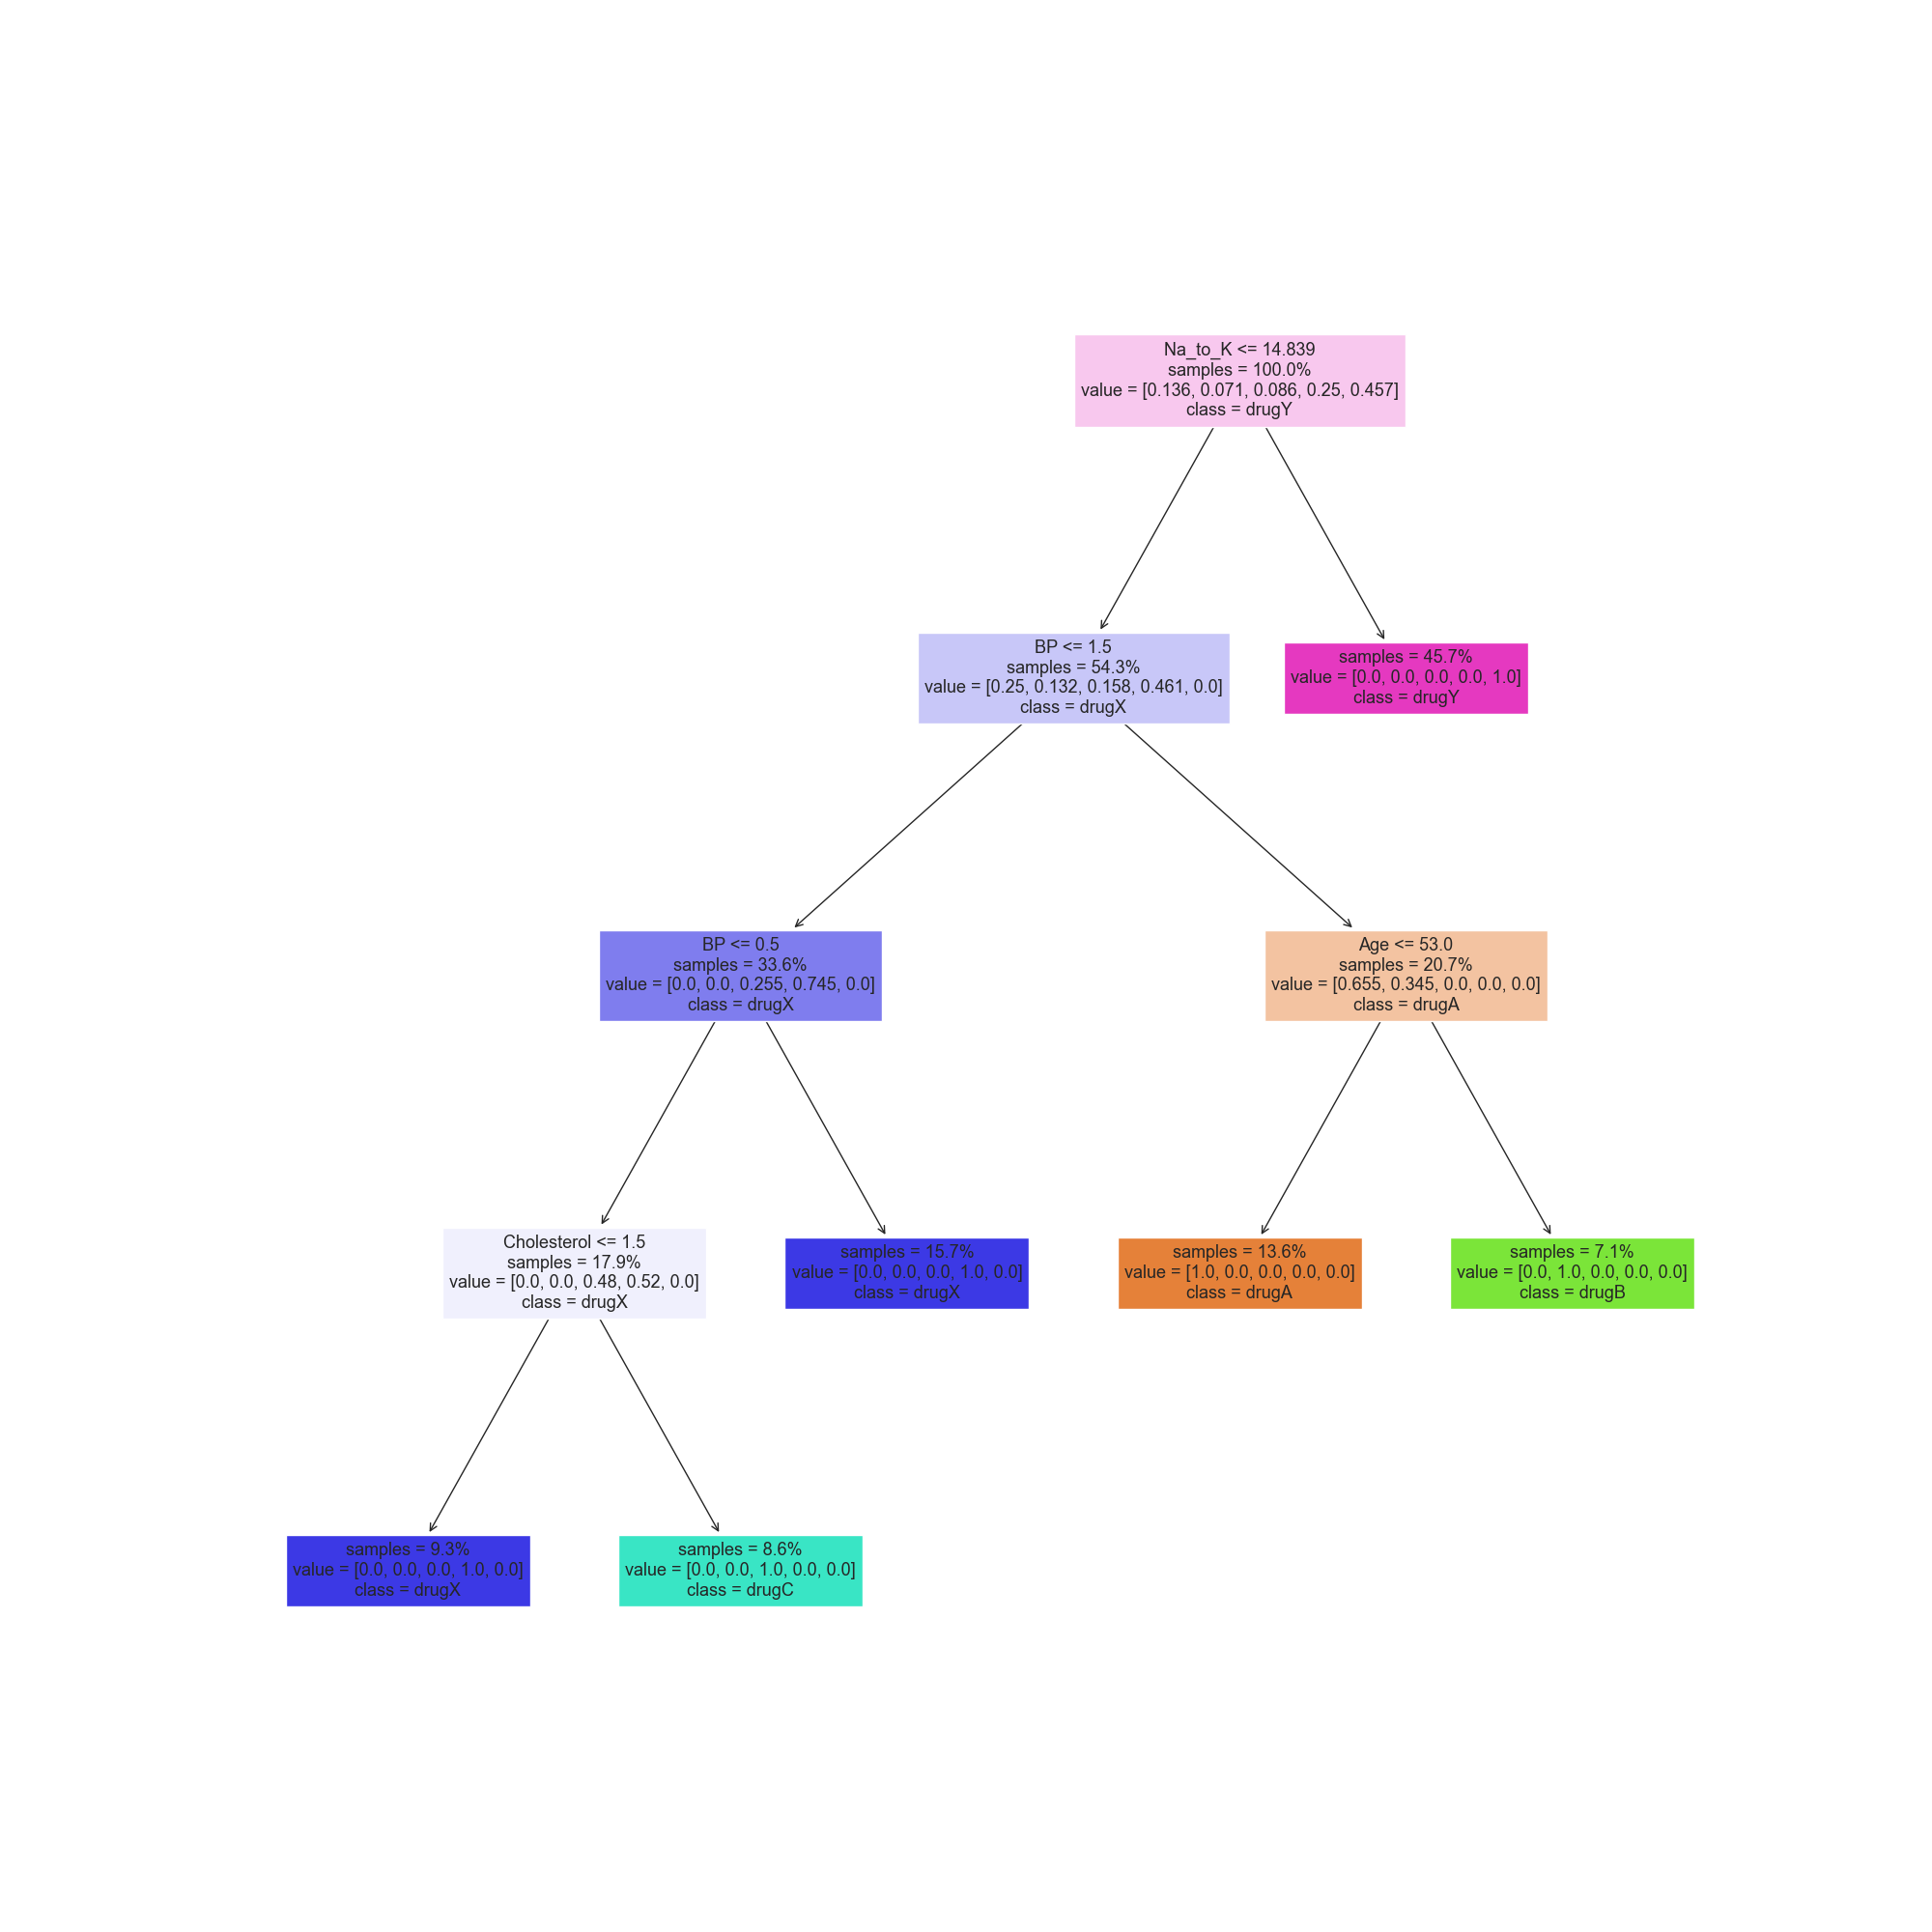 Na_to_K <= 14.839
samples = 100.0%
value = [0.136, 0.071, 0.086, 0.25, 0.457]
class = drugY
BP <= 1.5
samples = 54.3%
value = [0.25, 0.132, 0.158, 0.461, 0.0]
class = drugX
samples = 45.7%
value = [0.0, 0.0, 0.0, 0.0, 1.0]
class = drugY
BP <= 0.5
samples = 33.6%
value = [0.0, 0.0, 0.255, 0.745, 0.0]
class = drugX
Age <= 53.0
samples = 20.7%
value = [0.655, 0.345, 0.0, 0.0, 0.0]
class = drugA
Cholesterol <= 1.5
samples = 17.9%
value = [0.0, 0.0, 0.48, 0.52, 0.0]
class = drugX
samples = 15.7%
value = [0.0, 0.0, 0.0, 1.0, 0.0]
class = drugX
samples = 13.6%
value = [1.0, 0.0, 0.0, 0.0, 0.0]
class = drugA
samples = 7.1%
value = [0.0, 1.0, 0.0, 0.0, 0.0]
class = drugB
samples = 9.3%
value = [0.0, 0.0, 0.0, 1.0, 0.0]
class = drugX
samples = 8.6%
value = [0.0, 0.0, 1.0, 0.0, 0.0]
class = drugC